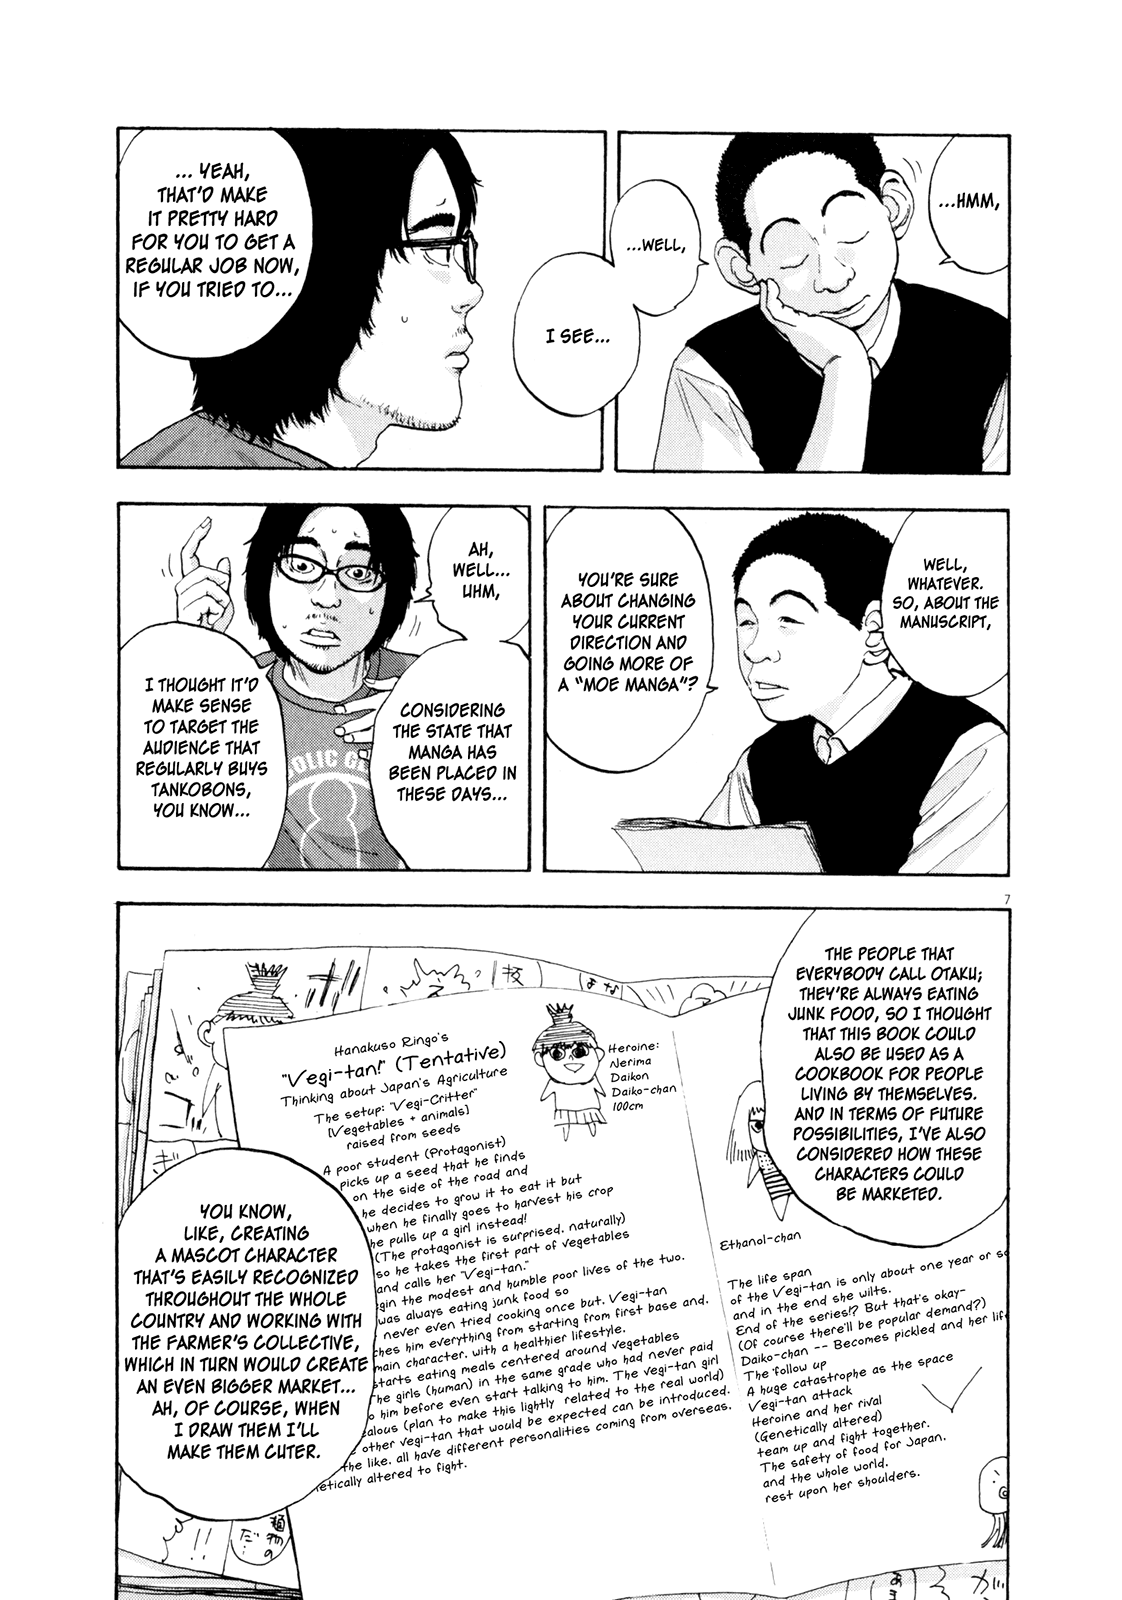 ...HMM,
...WELL,
I SEE...
... YEAH,
THAT'D MAKE
IT PRETTY HARD
FOR YOU TO GET A
REGULAR JOB NOW,
IF YOU TRIED TO...
WELL,
WHATEVER.
SO, ABOUT THE
MANUSCRIPT,
YOU'RE SURE
ABOUT CHANGING
YOUR CURRENT
DIRECTION AND
GOING MORE OF
A "MOE MANGA"?
AH,
WELL...
UHM,
CONSIDERING
THE STATE THAT
MANGA HAS
BEEN PLACED IN
THESE DAYS...
I THOUGHT IT'D
MAKE SENSE
TO TARGET THE
AUDIENCE THAT
REGULARLY BUYS
TANKOBONS,
YOU KNOW...
7
THE PEOPLE THAT
EVERYBODY CALL OTAKU;
THEY'RE ALWAYS EATING
JUNK FOOD, SO I THOUGHT
THAT THIS BOOK COULD
ALSO BE USED AS A
COOKBOOK FOR PEOPLE
LIVING BY THEMSELVES.
AND IN TERMS OF FUTURE
POSSIBILITIES, I'VE ALSO
CONSIDERED HOW THESE
CHARACTERS COULD
BE MARKETED.
Hanakuso Ringo's
"Vegi-tan!" (Tentative)
Thinking about Japan's Agriculture
The setup: "Vegi-Critter"
[Vegetables + animals]
raised from seeds
Heroine:
Nerima
Daikon
Daiko-chan
100cm
A poor student (Protagonist)
picks up a seed that he finds
on the side of the road and
he decides to grow it to eat it but
when he finally goes to harvest his crop
he pulls up a girl instead!
(The protagonist is surprised, naturally)
so he takes the first part of vegetables
and calls her "Vegi-tan."
gin the modest and humble poor lives of the two.
was always eating junk food so
never even tried cooking once but, Vegi-tan
ches him everything from starting from first base and,
main character, with a healthier lifestyle,
starts eating meals centered around vegetables
The girls (human) in the same grade who had never paid
o him before even start talking to him. The vegi-tan girl
ealous (plan to make this lightly related to the real world)
e other vegi-tan that would be expected can be introduced.
the like, all have different personalities coming from overseas,
netically altered to fight.
Ethanol-chan
The life span
of the Vegi-tan is only about one year or so
and in the end she wilts.
End of the series!? But that's okay-
(Of course there'll be popular demand?)
Daiko-chan -- Becomes pickled and her life
The follow up
A huge catastrophe as the space
Vegi-tan attack
Heroine and her rival
(Genetically altered)
team up and fight together.
The safety of food for Japan,
and the whole world,
rest upon her shoulders.
YOU KNOW,
LIKE, CREATING
A MASCOT CHARACTER
THAT'S EASILY RECOGNIZED
THROUGHOUT THE WHOLE
COUNTRY AND WORKING WITH
THE FARMER'S COLLECTIVE,
WHICH IN TURN WOULD CREATE
AN EVEN BIGGER MARKET...
AH, OF COURSE, WHEN
I DRAW THEM I'LL
MAKE THEM CUTER.
植物の
だ!